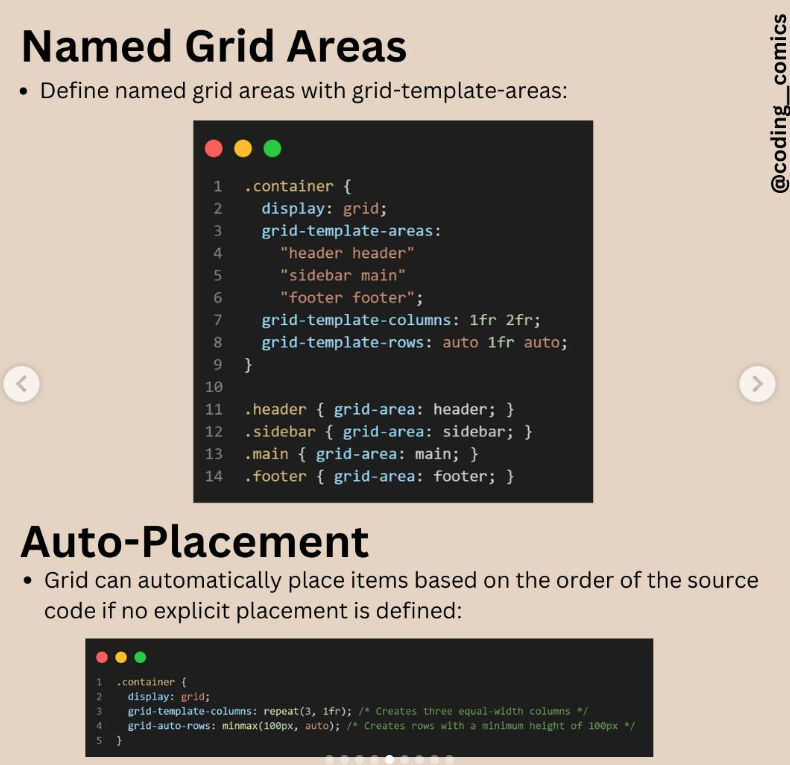 Named Grid Areas
@coding__comics
• Define named grid areas with grid-template-areas:
1 .container {
2   display: grid;
3   grid-template-areas:
4     "header header"
5     "sidebar main"
6     "footer footer";
7   grid-template-columns: 1fr 2fr;
8   grid-template-rows: auto 1fr auto;
9 }
10
11 .header { grid-area: header; }
12 .sidebar { grid-area: sidebar; }
13 .main { grid-area: main; }
14 .footer { grid-area: footer; }
Auto-Placement
• Grid can automatically place items based on the order of the source
code if no explicit placement is defined:
1 .container {
2   display: grid;
3   grid-template-columns: repeat(3, 1fr); /* Creates three equal-width columns */
4   grid-auto-rows: minmax(100px, auto); /* Creates rows with a minimum height of 100px */
5 }